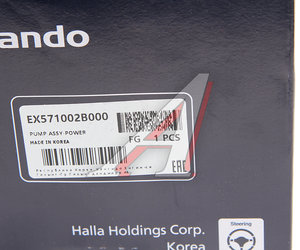 ando
EX571002B000
PUMP ASSY-POWER
MADE IN KOREA
FG 1 PCS
EAC
Halla Holdings Corp.
Korea
Steering